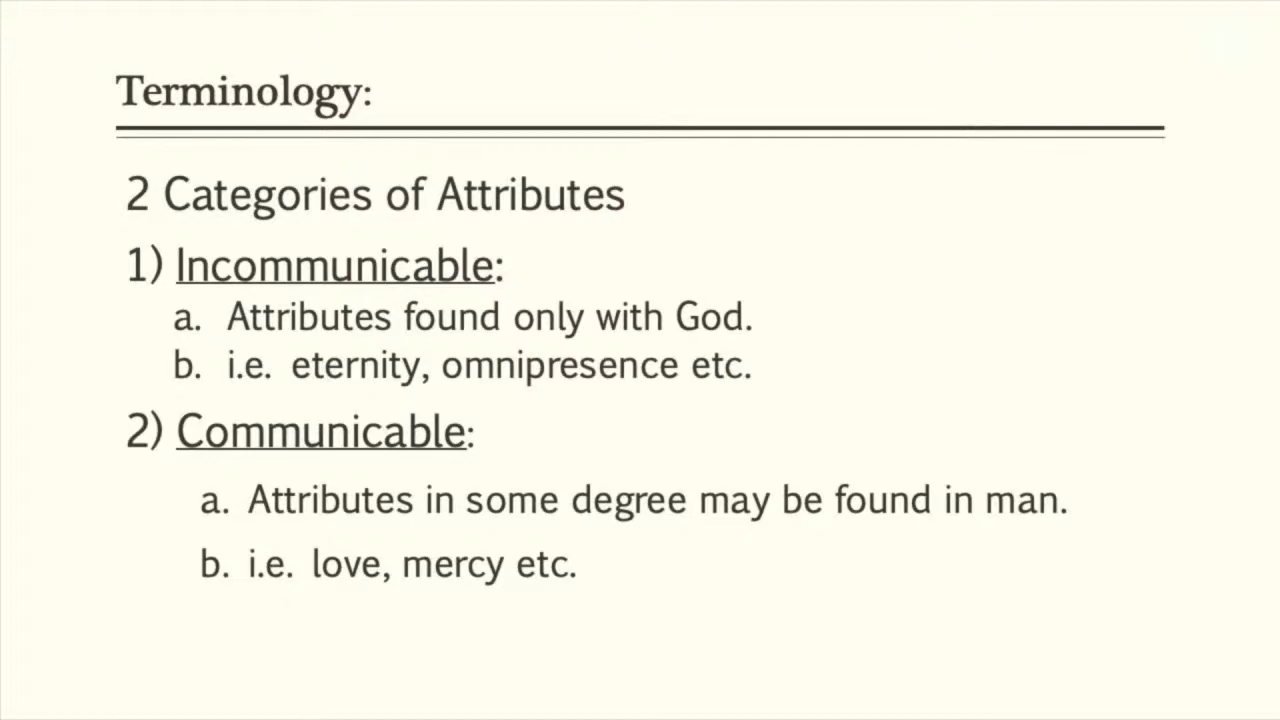 Terminology:
2 Categories of Attributes
1) Incommunicable:
a. Attributes found only with God.
b. i.e. eternity, omnipresence etc.
2) Communicable:
a. Attributes in some degree may be found in man.
b. i.e. love, mercy etc.